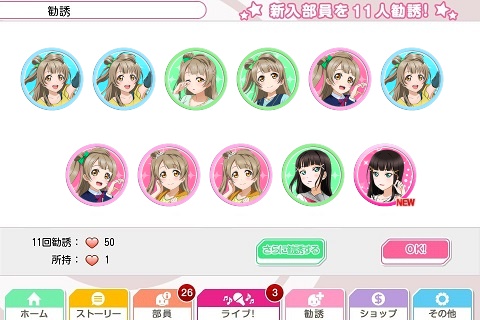 勧誘
新入部員を11人勧誘!
NEW
11回勧誘: 50
所持: 1
さらに勧誘する
OK!
26
3
ホーム
ストーリー
部員
ライブ!
勧誘
ショップ
その他